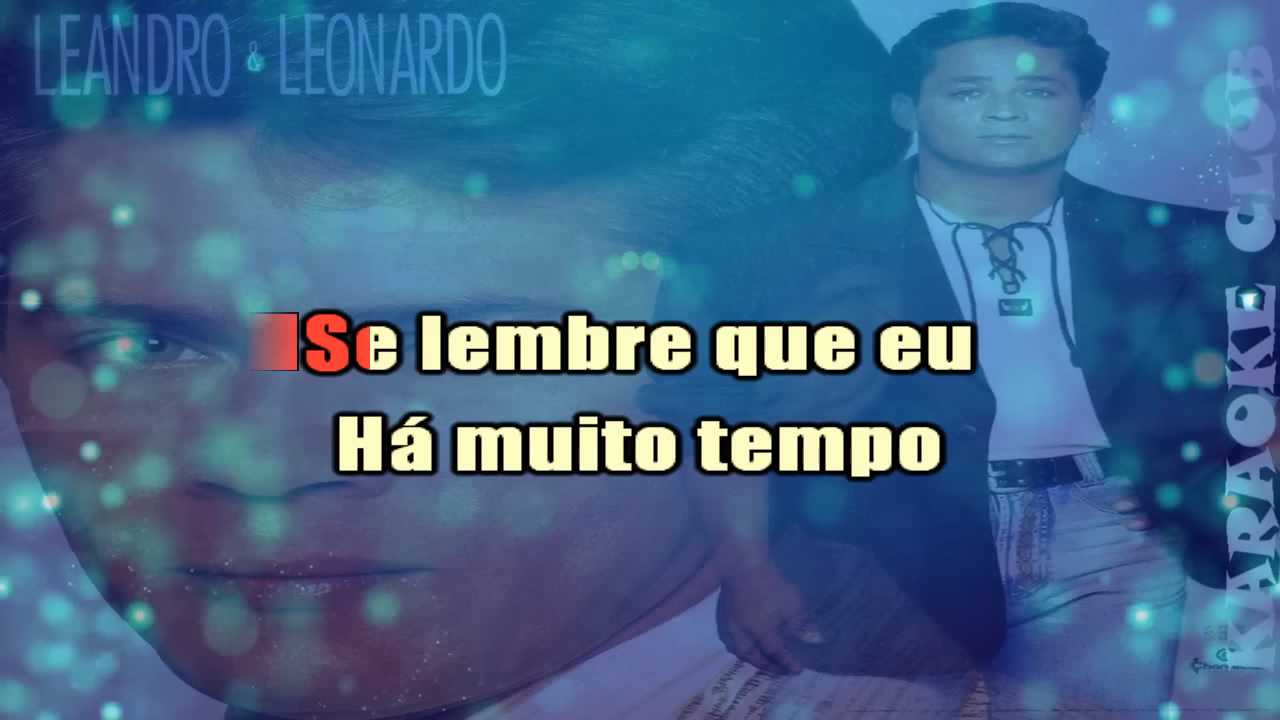 LEANDRO & LEONARDO
Se lembre que eu
Há muito tempo
KARAOKE CLUB